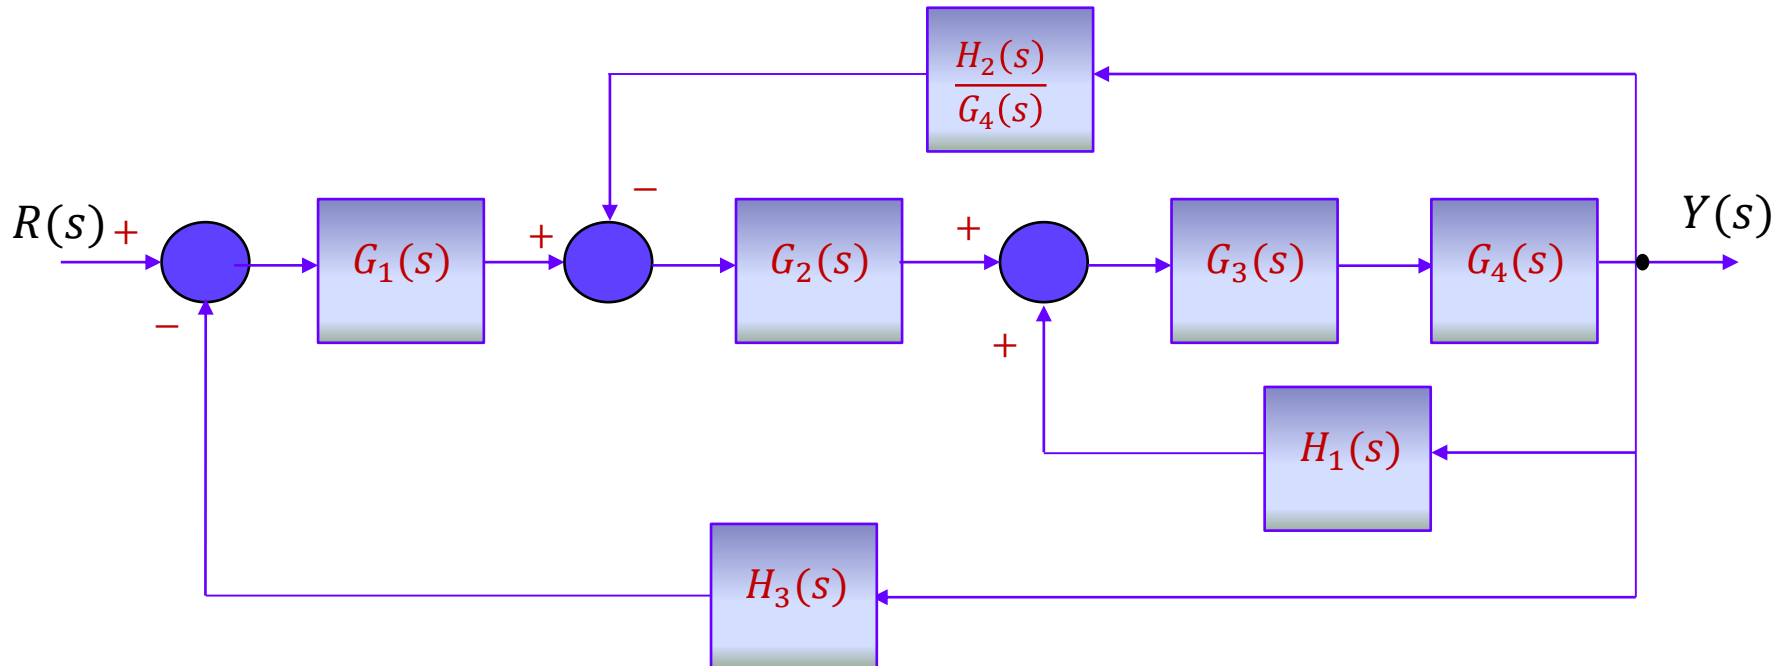 H₂(s)
G₄(s)
−
R(s) + G₁(s) + G₂(s) + G₃(s) G₄(s) Y(s)
− +
H₁(s)
H₃(s)